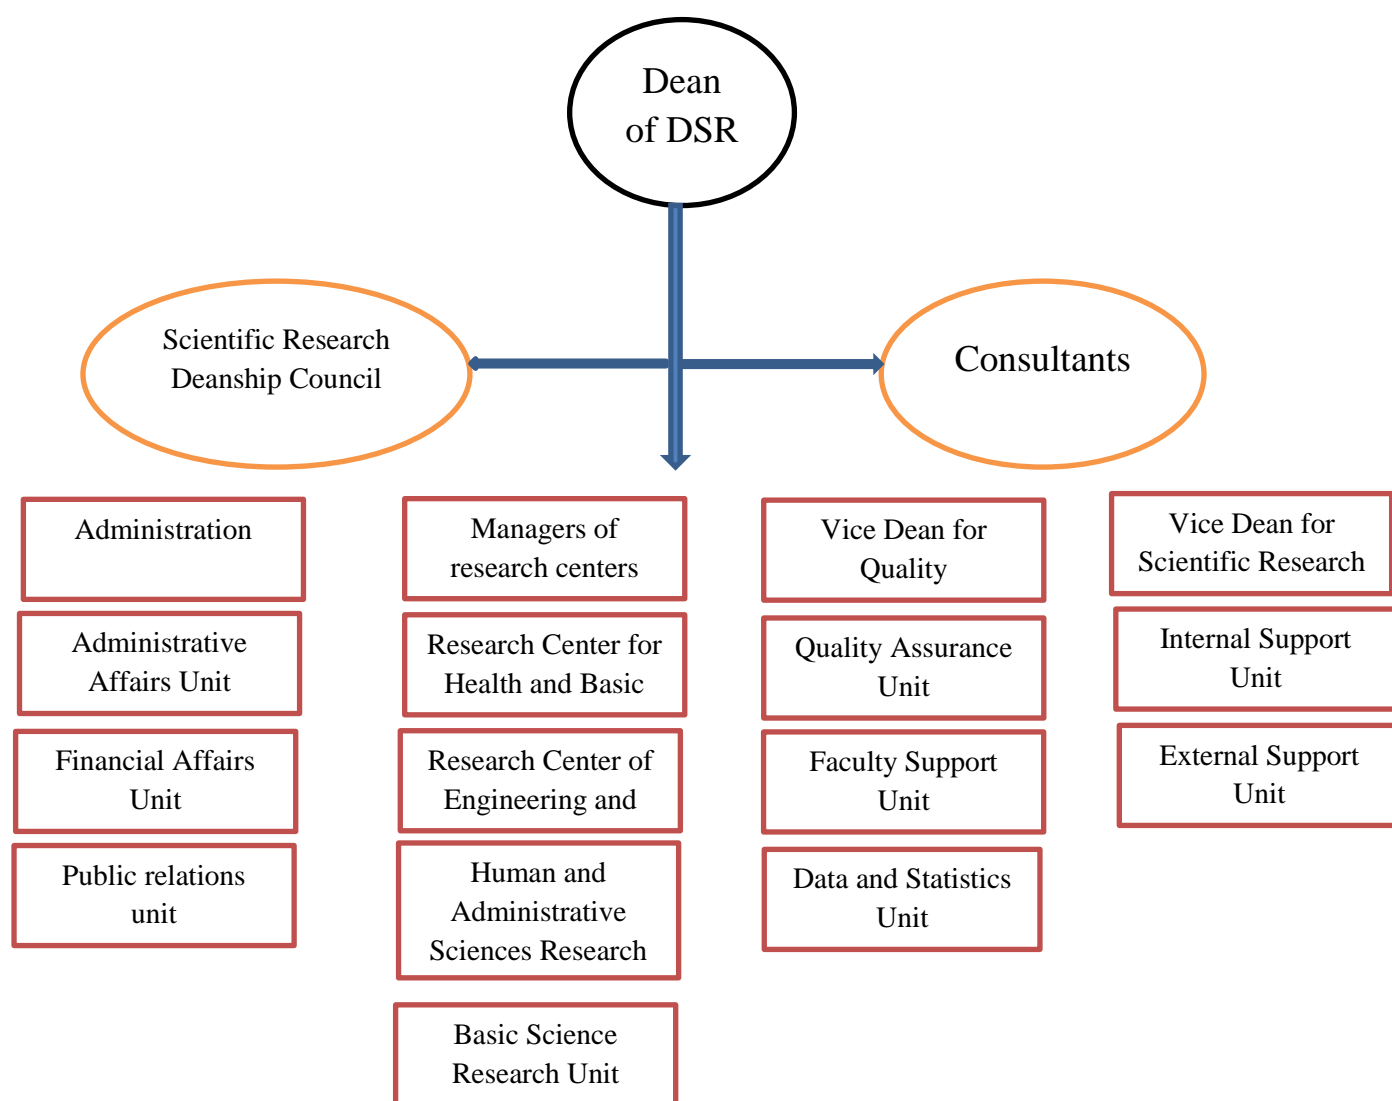 Dean
of DSR
Scientific Research
Deanship Council
Consultants
Administration
Administrative
Affairs Unit
Financial Affairs
Unit
Public relations
unit
Managers of
research centers
Research Center for
Health and Basic
Research Center of
Engineering and
Human and
Administrative
Sciences Research
Basic Science
Research Unit
Vice Dean for
Quality
Quality Assurance
Unit
Faculty Support
Unit
Data and Statistics
Unit
Vice Dean for
Scientific Research
Internal Support
Unit
External Support
Unit